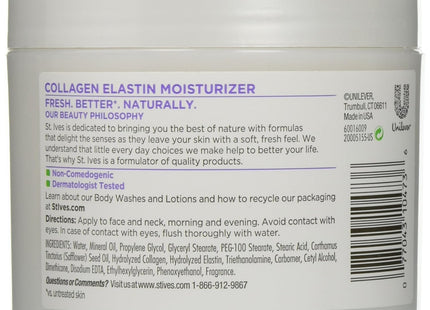 COLLAGEN ELASTIN MOISTURIZER
FRESH. BETTER*. NATURALLY.
OUR BEAUTY PHILOSOPHY
St. Ives is dedicated to bringing you the best of nature with formulas
that delight the senses as they leave your skin with a soft, fresh feel. We
understand that little every day choices we make help to better your life.
That's why St. Ives is a formulator of quality products.
Non-Comedogenic
Dermatologist Tested
Learn about our Body Washes and Lotions and how to recycle our packaging
at Stives.com
Directions: Apply to face and neck, morning and evening. Avoid contact with
eyes. In case of contact with eyes, flush thoroughly with water.
INGREDIENTS: Water, Mineral Oil, Propylene Glycol, Glyceryl Stearate, PEG-100 Stearate, Stearic Acid, Carthamus
Tinctorius (Safflower) Seed Oil, Hydrolyzed Collagen, Hydrolyzed Elastin, Triethanolamine, Carbomer, Cetyl Alcohol,
Dimethicone, Disodium EDTA, Ethylhexylglycerin, Phenoxyethanol, Fragrance.
Questions or Comments? Visit us at www.stives.com 1-866-912-9867
*vs. untreated skin
©UNILEVER,
Trumbull, CT 06611
Made in USA
60016009
20005155-US
Unilever
0 77043 10473 6